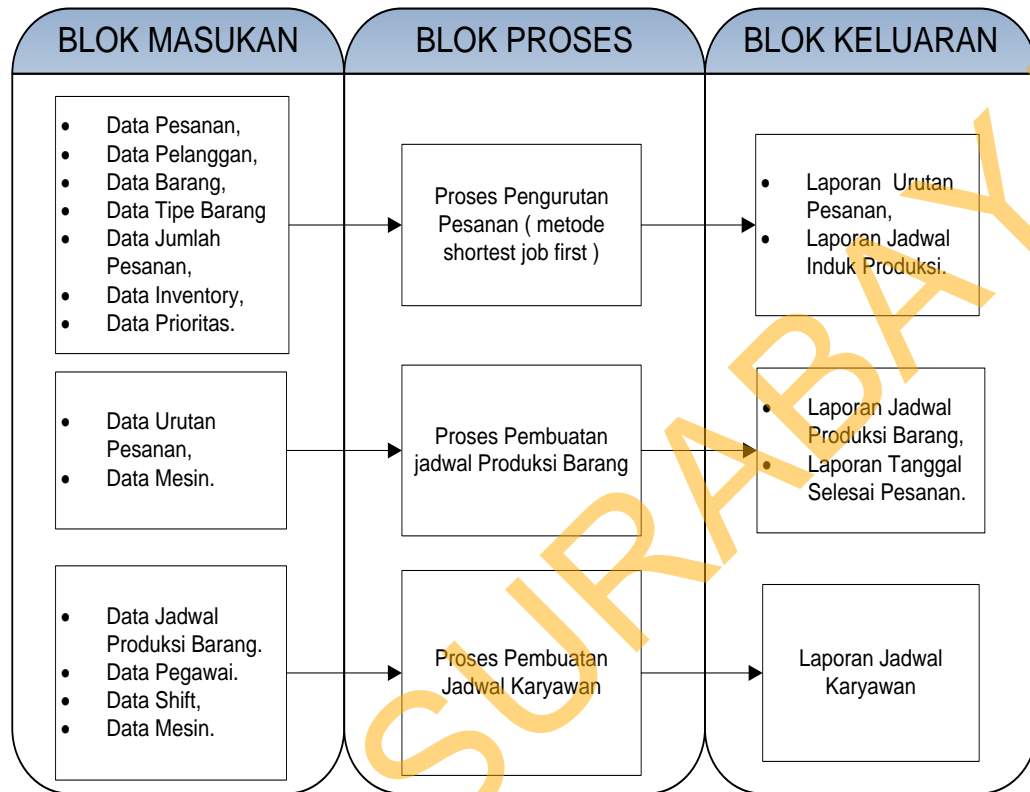 BLOK MASUKAN
BLOK PROSES
BLOK KELUARAN
• Data Pesanan,
• Data Pelanggan,
• Data Barang,
• Data Tipe Barang
• Data Jumlah
Pesanan,
• Data Inventory,
• Data Prioritas.
Proses Pengurutan
Pesanan ( metode
shortest job first )
• Laporan Urutan
Pesanan,
• Laporan Jadwal
Induk Produksi.
• Data Urutan
Pesanan,
• Data Mesin.
Proses Pembuatan
jadwal Produksi Barang
• Laporan Jadwal
Produksi Barang,
• Laporan Tanggal
Selesai Pesanan.
• Data Jadwal
Produksi Barang.
• Data Pegawai.
• Data Shift,
• Data Mesin.
Proses Pembuatan
Jadwal Karyawan
Laporan Jadwal
Karyawan
SURABAY